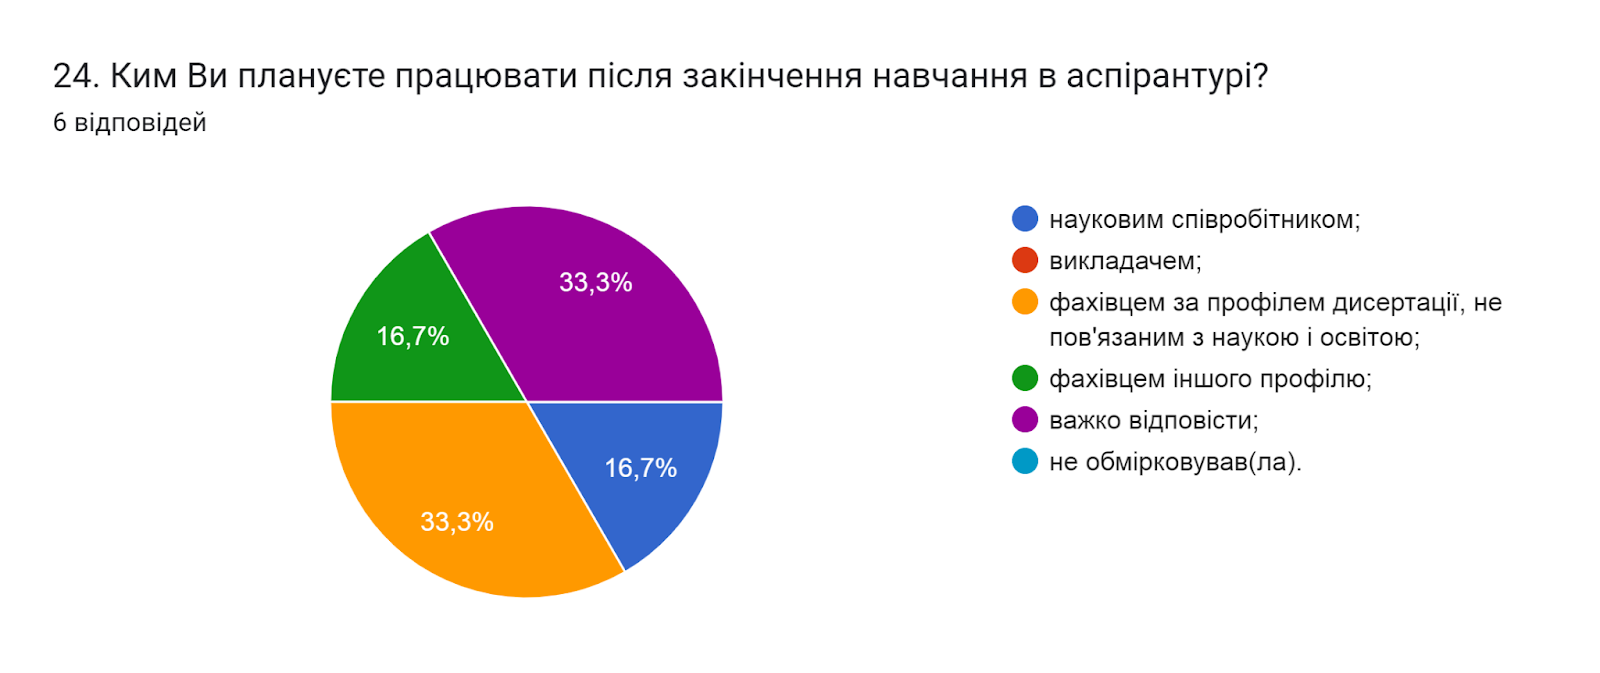 24. Ким Ви плануєте працювати після закінчення навчання в аспірантурі?
6 відповідей
33,3%
16,7%
16,7%
33,3%
науковим співробітником;
викладачем;
фахівцем за профілем дисертації, не
пов'язаним з наукою і освітою;
фахівцем іншого профілю;
важко відповісти;
не обмірковував(ла).